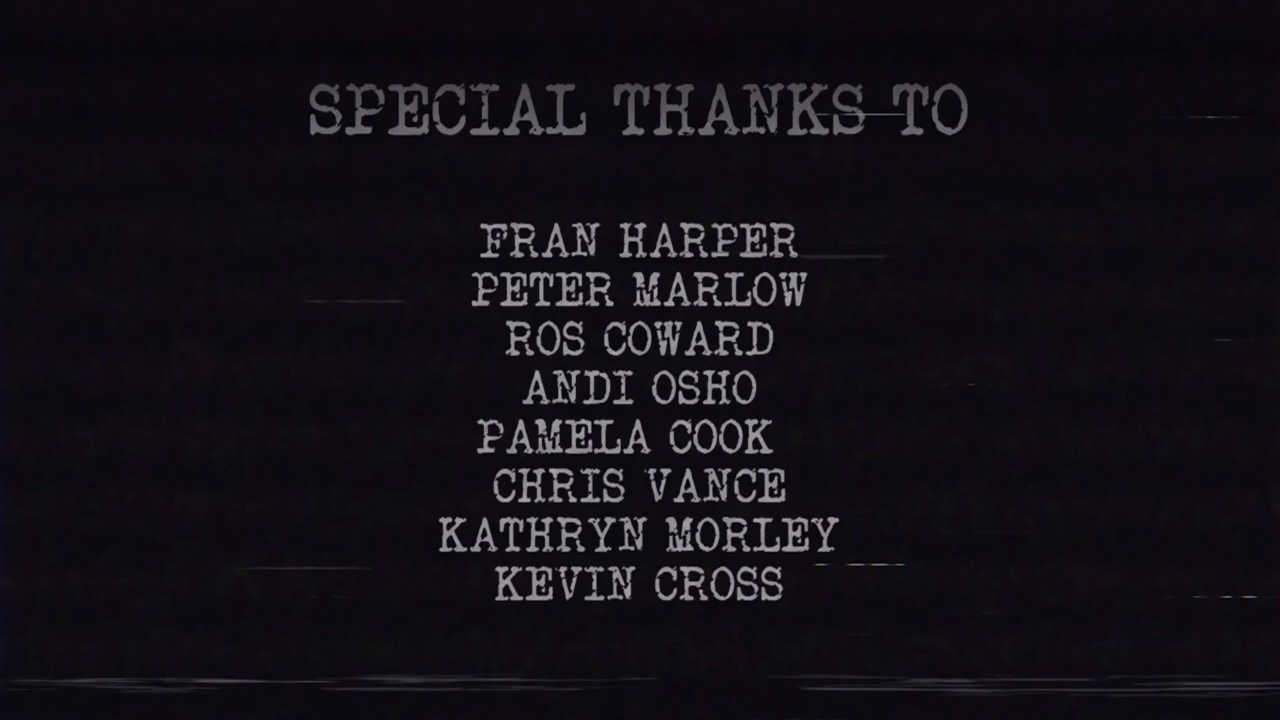 SPECIAL THANKS TO
FRAN HARPER
PETER MARLOW
ROS COWARD
ANDI OSHO
PAMELA COOK
CHRIS VANCE
KATHRYN MORLEY
KEVIN CROSS